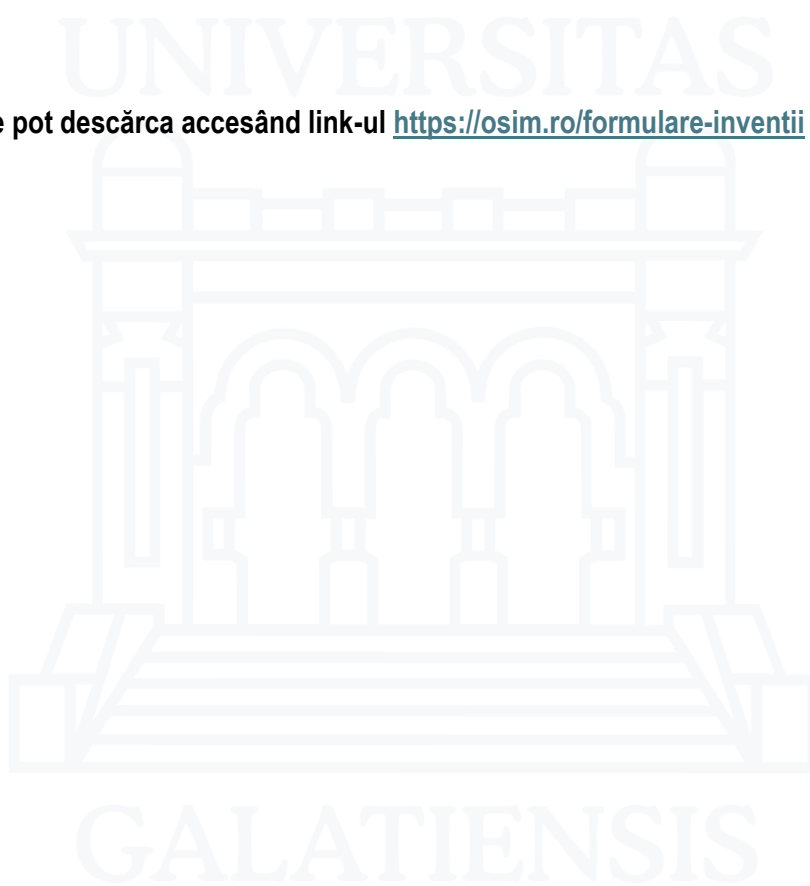 UNIVERSITAS
e pot descărca accesând link-ul https://osim.ro/formulare-inventii
GALATIENSIS